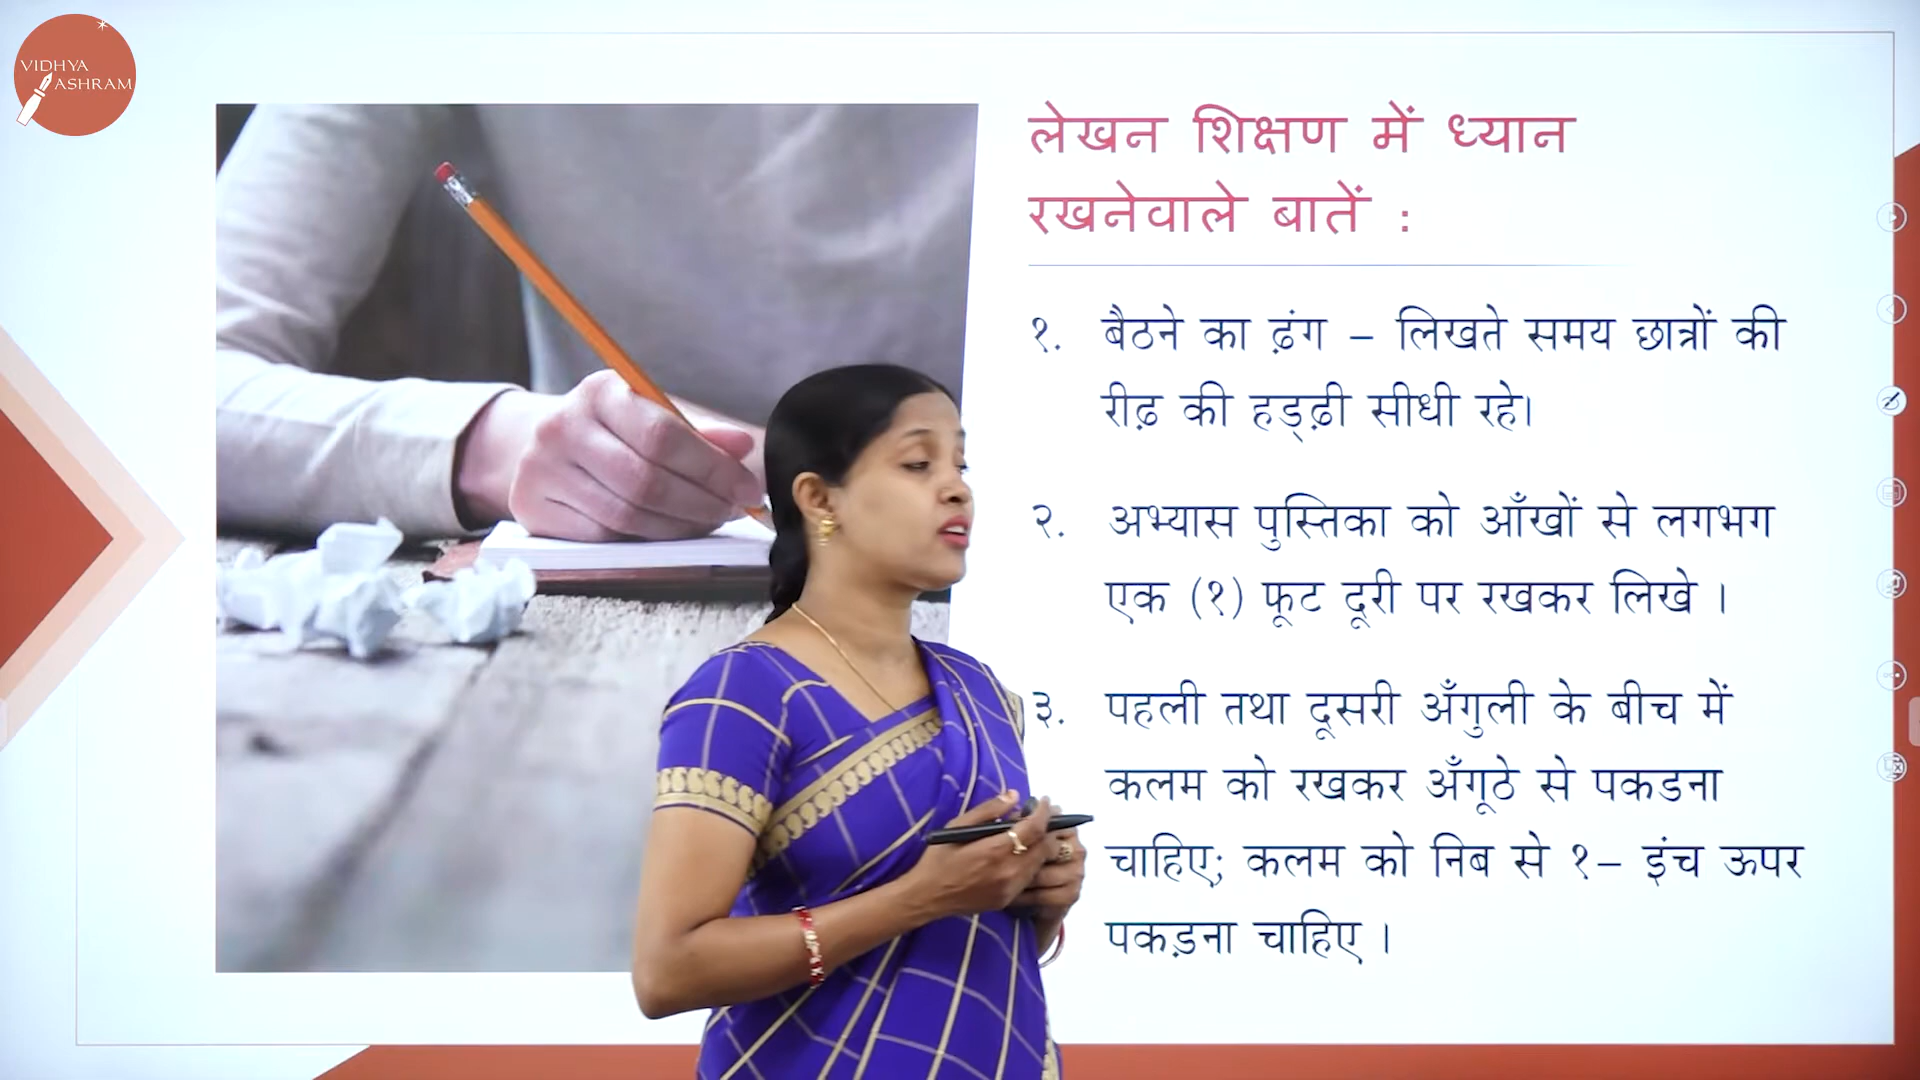 VIDHYA
ASHRAM
लेखन शिक्षण में ध्यान
रखनेवाले बातें :
१. बैठने का ढ़ंग – लिखते समय छात्रों की
रीढ़ की हड्ढ़ी सीधी रहे।
२. अभ्यास पुस्तिका को आँखों से लगभग
एक (१) फूट दूरी पर रखकर लिखे ।
३. पहली तथा दूसरी अँगुली के बीच में
कलम को रखकर अँगूठे से पकडना
चाहिए; कलम को निब से १– इंच ऊपर
पकड़ना चाहिए ।